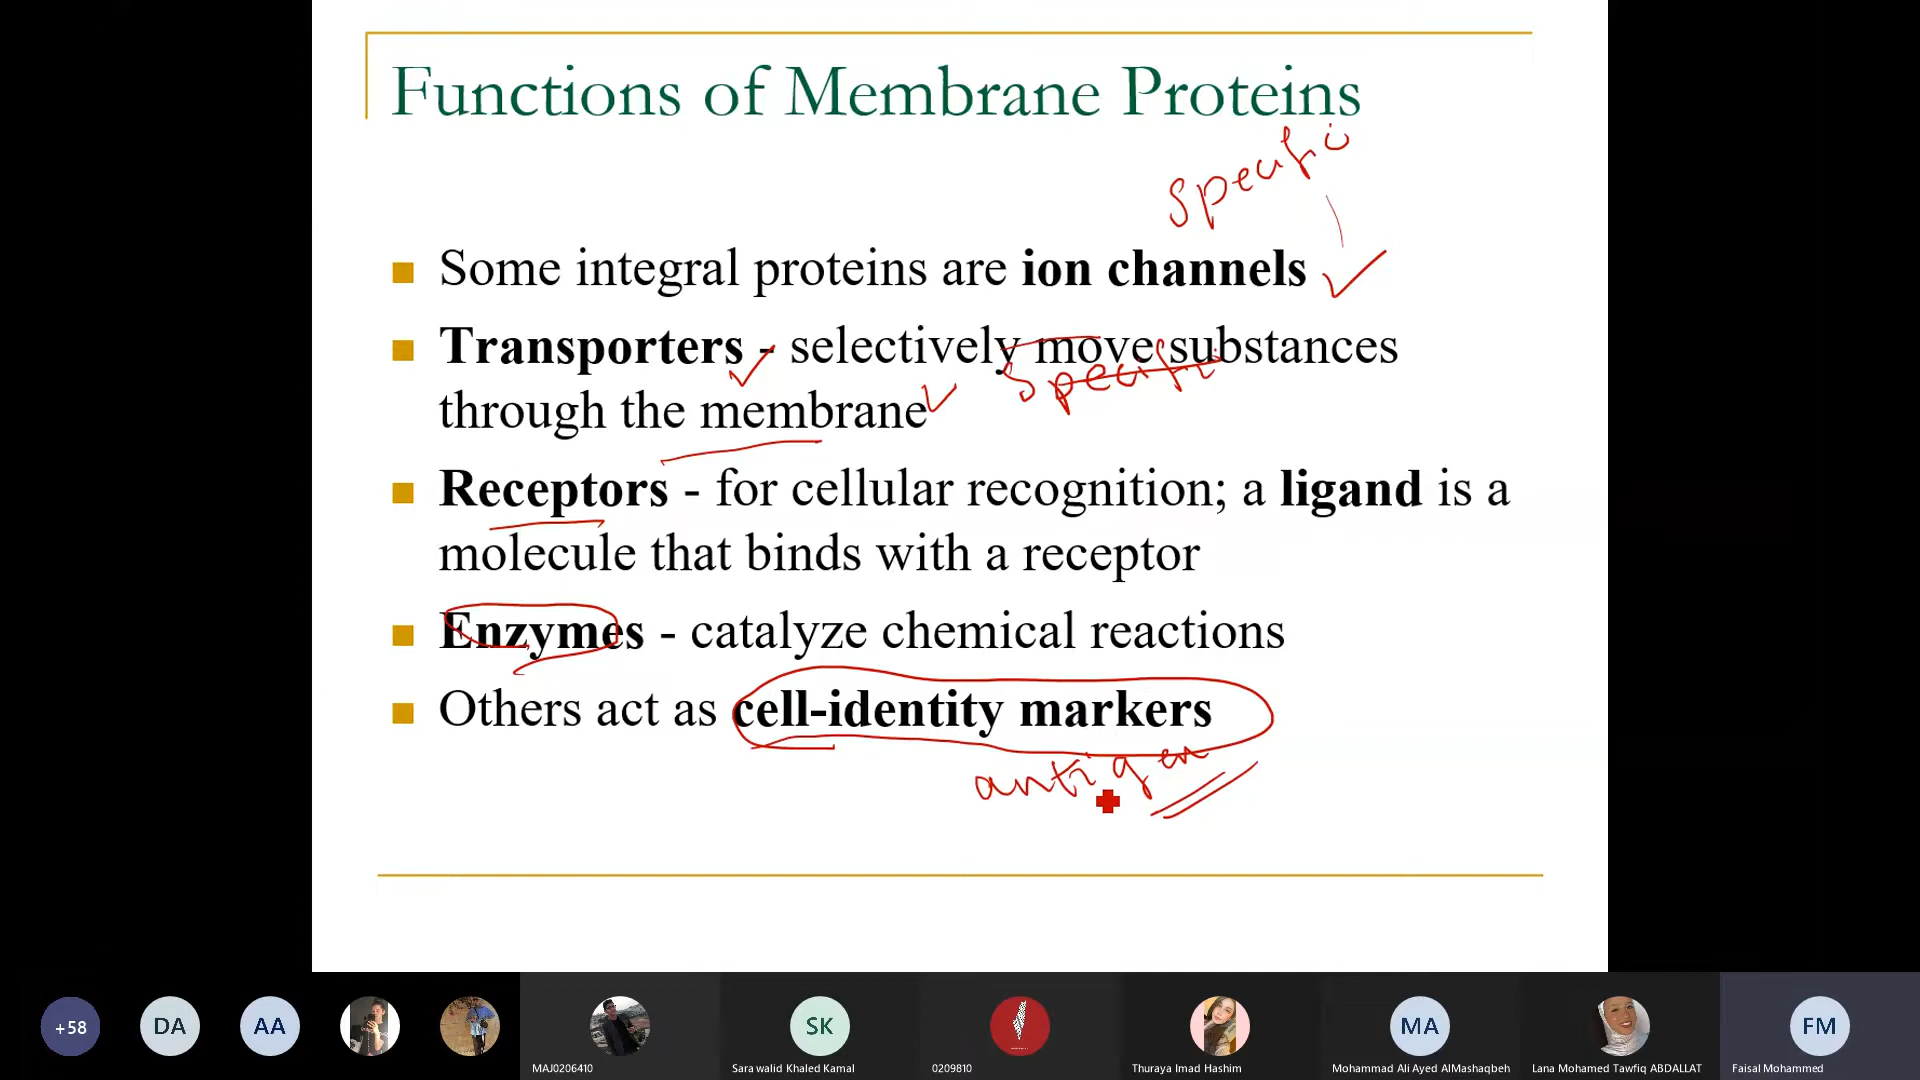 Functions of Membrane Proteins
Specific
Some integral proteins are ion channels
Transporters - selectively move substances
Specific
through the membrane
Receptors - for cellular recognition; a ligand is a
molecule that binds with a receptor
Enzymes - catalyze chemical reactions
Others act as cell-identity markers
antigen
+58
DA
AA
SK
MA
FM
MAJ0206410
Sara walid Khaled Kamal
0209810
Thuraya Imad Hashim
Mohammad Ali Ayed AlMashaqbeh
Lana Mohamed Tawfiq ABDALLAT
Faisal Mohammed